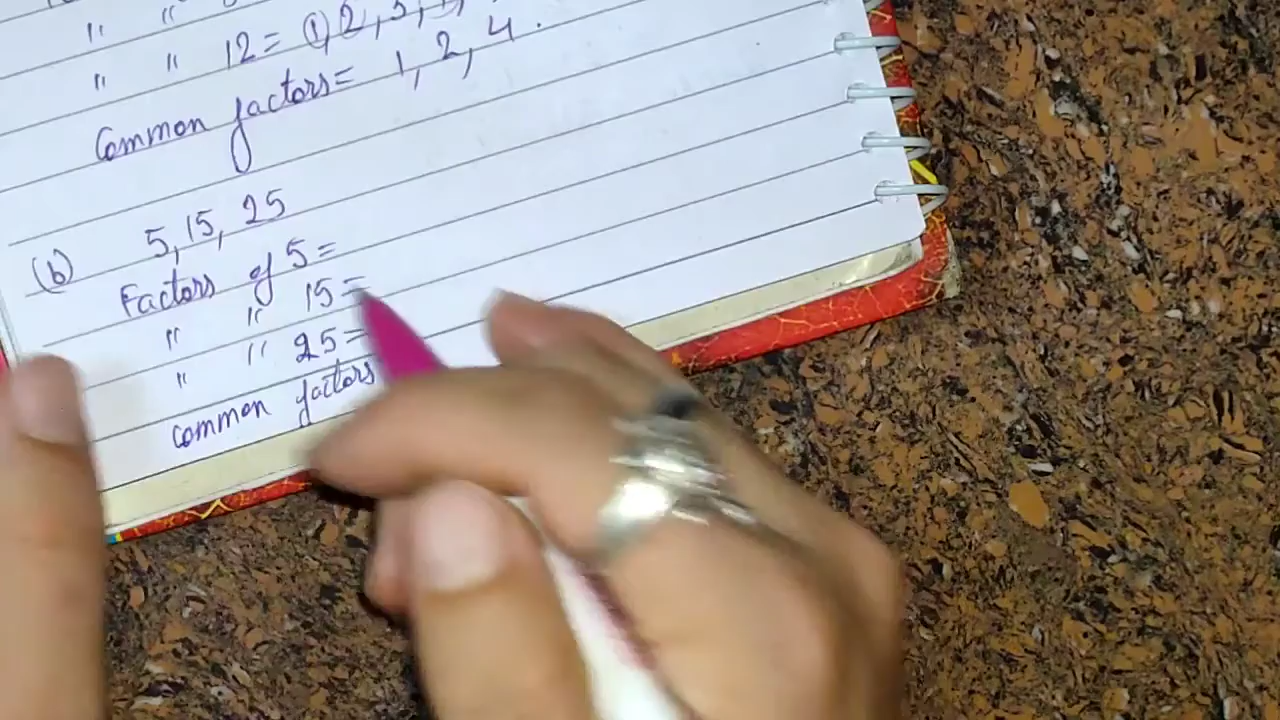 " "
" " 12 = 1, 2, 3, 4,
Common factors = 1, 2, 4.
(b) 5, 15, 25
Factors of 5 =
" " 15 =
" " 25 =
common factors